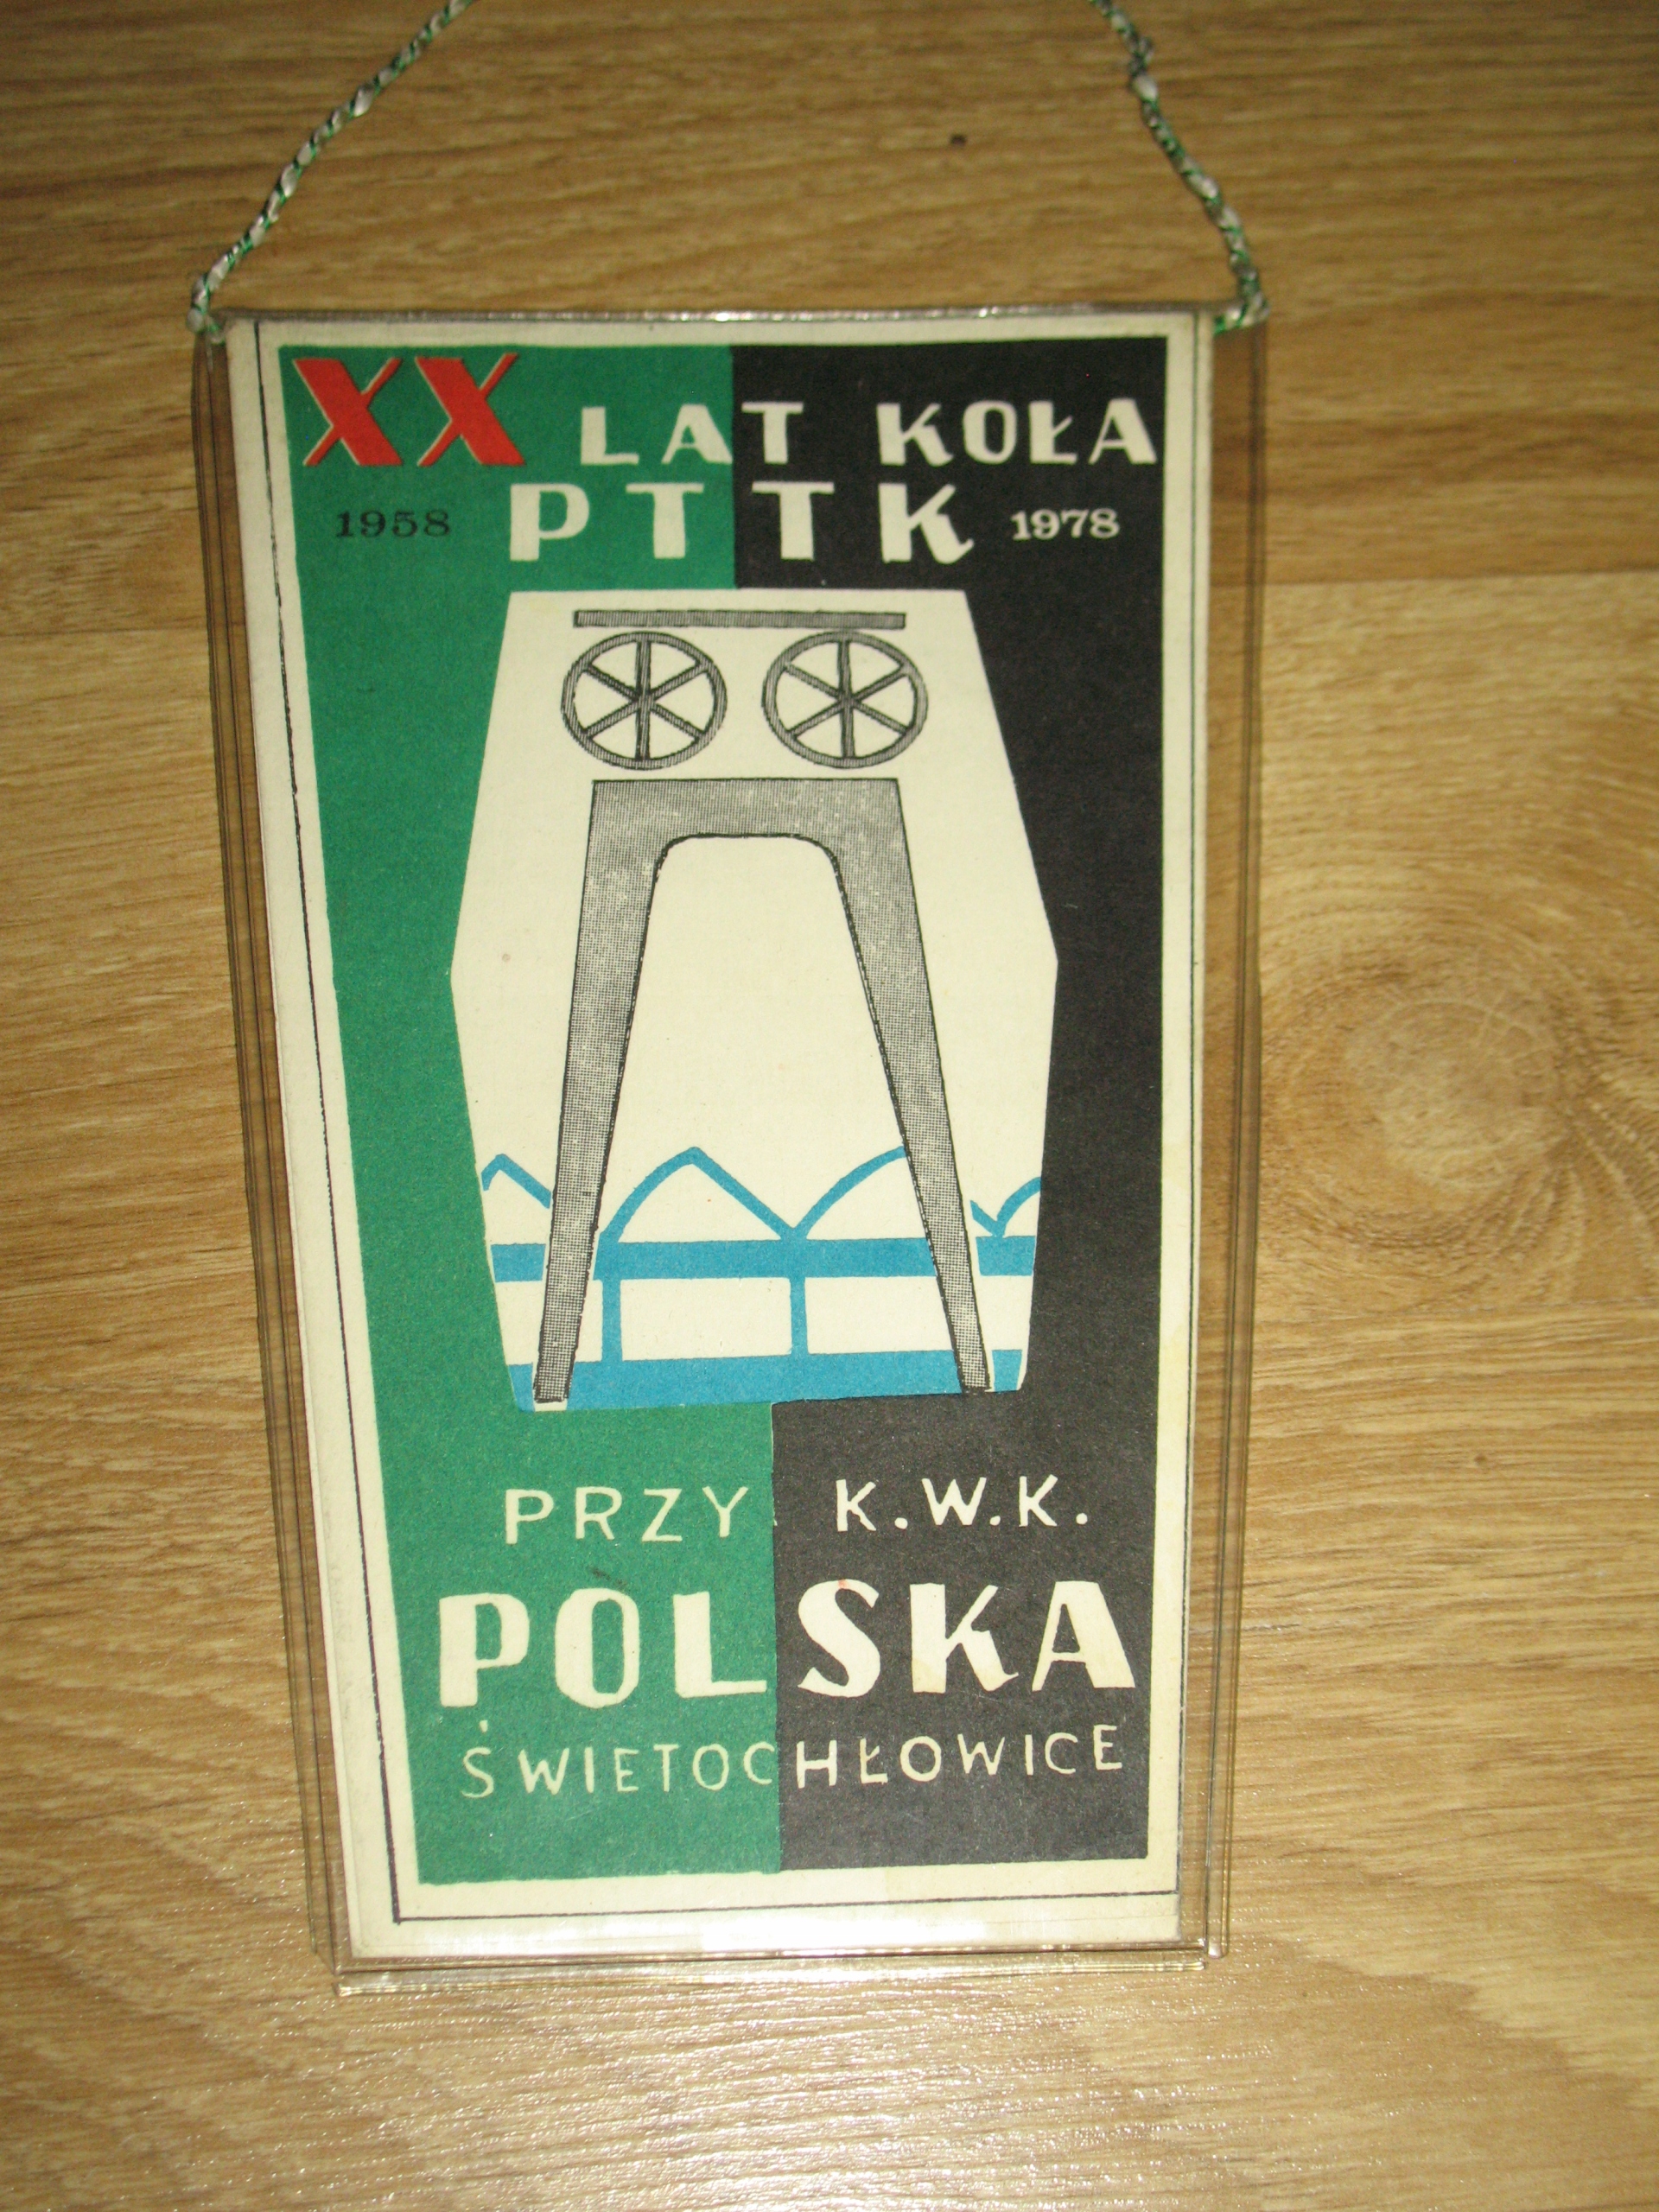 XX LAT KOŁA
1958 PTTK 1978
PRZY K.W.K.
POLSKA
ŚWIETOCHŁOWICE